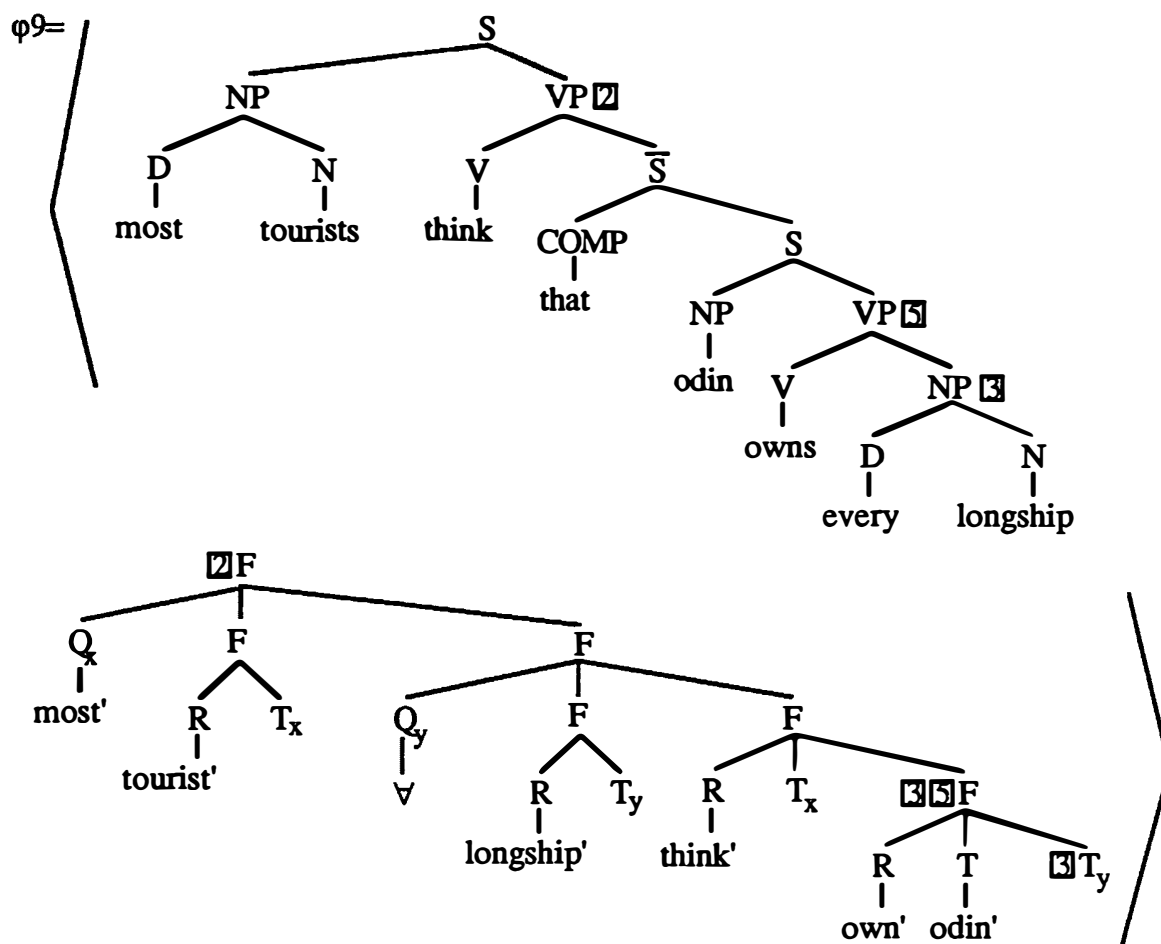 φ9=
S
NP VP 2
D N V S̅
most tourists think COMP S
that NP VP 5
odin V NP 3
owns D N
every longship
2 F
Qx F F
most' R Tx Qy F F
tourist' ∀ R Ty R Tx 3 5 F
longship' think' R T 3 Ty
own' odin'